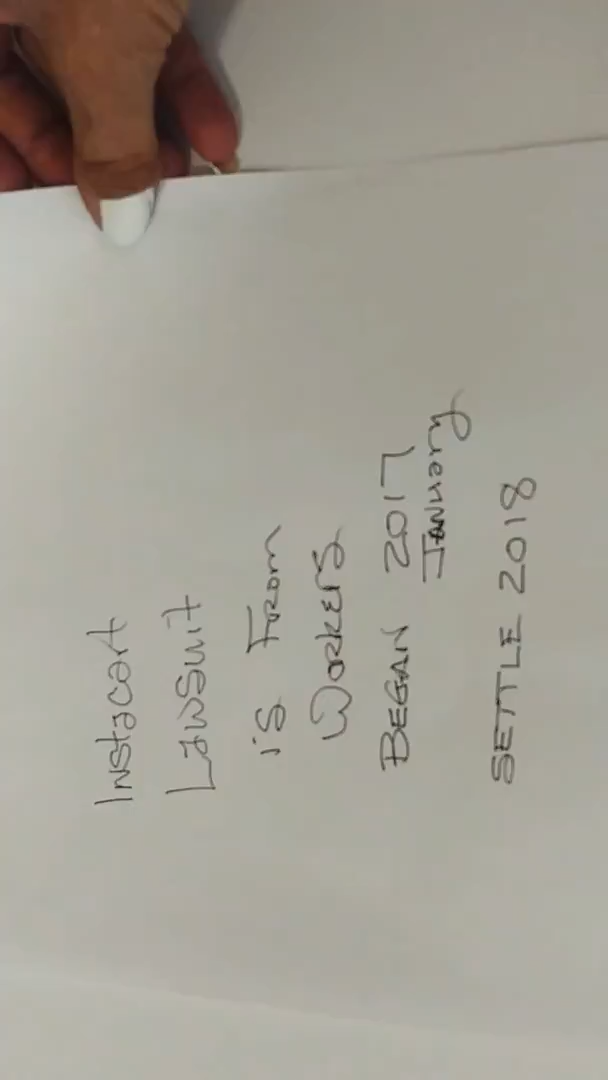 Instacart
Lawsuit
is From
Workers
BEGAN 2017
January
SETTLE 2018